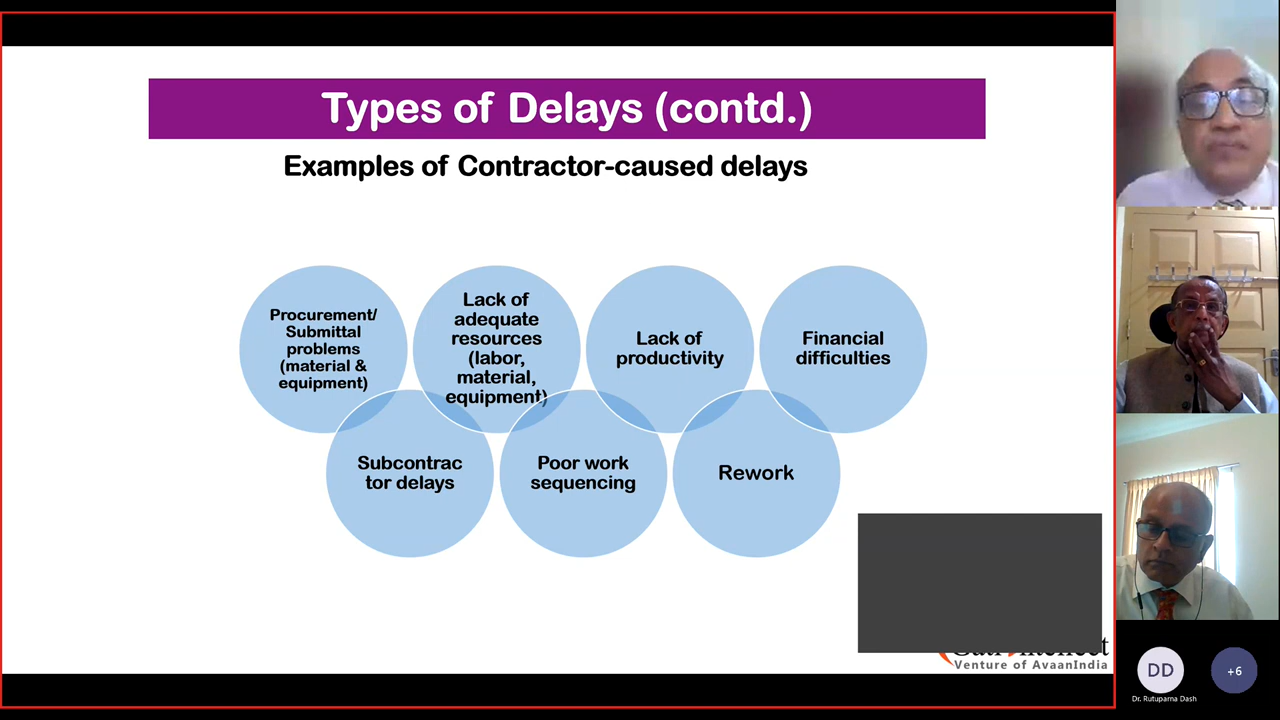 Types of Delays (contd.)
Examples of Contractor-caused delays
Procurement/
Submittal
problems
(material &
equipment)
Lack of
adequate
resources
(labor,
material,
equipment)
Lack of
productivity
Financial
difficulties
Subcontrac
tor delays
Poor work
sequencing
Rework
Venture of AvaanIndia
DD
+6
Dr. Rutuparna Dash